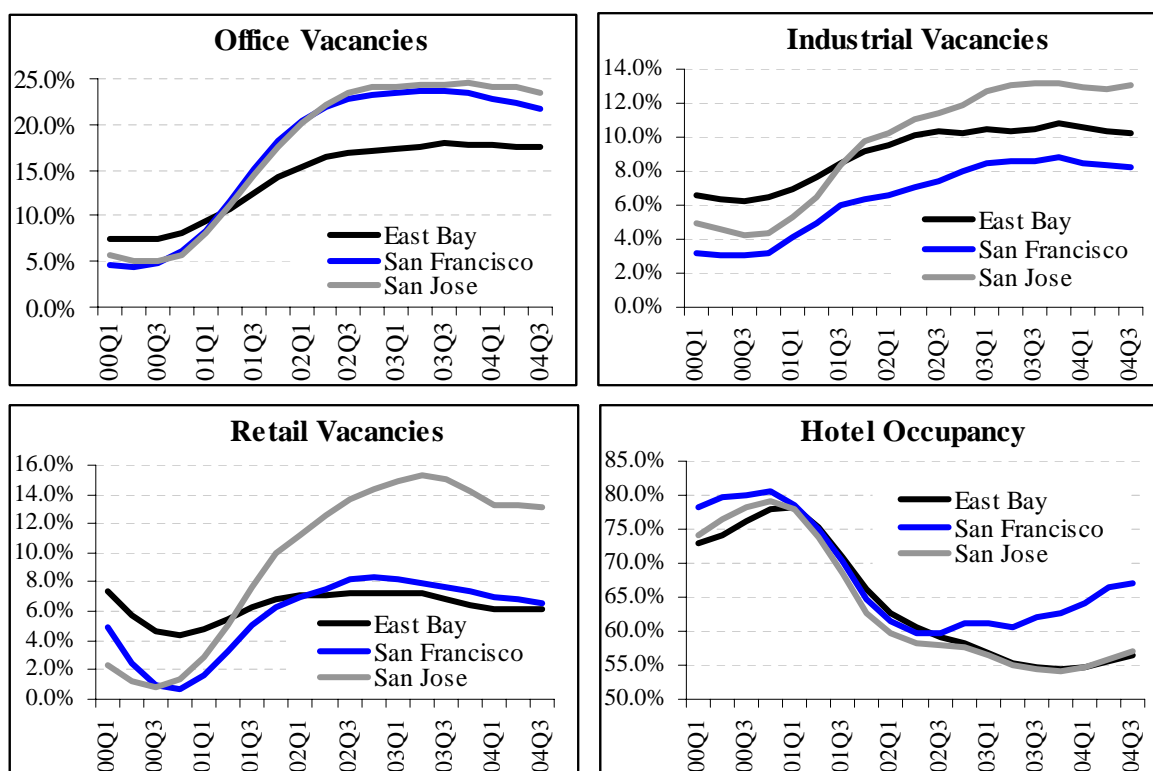 Office Vacancies
25.0%
20.0%
15.0%
10.0%
5.0%
0.0%
East Bay
San Francisco
San Jose
00Q1
00Q3
01Q1
01Q3
02Q1
02Q3
03Q1
03Q3
04Q1
04Q3
Industrial Vacancies
14.0%
12.0%
10.0%
8.0%
6.0%
4.0%
2.0%
0.0%
East Bay
San Francisco
San Jose
00Q1
00Q3
01Q1
01Q3
02Q1
02Q3
03Q1
03Q3
04Q1
04Q3
Retail Vacancies
16.0%
14.0%
12.0%
10.0%
8.0%
6.0%
4.0%
2.0%
0.0%
East Bay
San Francisco
San Jose
00Q1
00Q3
01Q1
01Q3
02Q1
02Q3
03Q1
03Q3
04Q1
04Q3
Hotel Occupancy
85.0%
80.0%
75.0%
70.0%
65.0%
60.0%
55.0%
50.0%
East Bay
San Francisco
San Jose
00Q1
00Q3
01Q1
01Q3
02Q1
02Q3
03Q1
03Q3
04Q1
04Q3